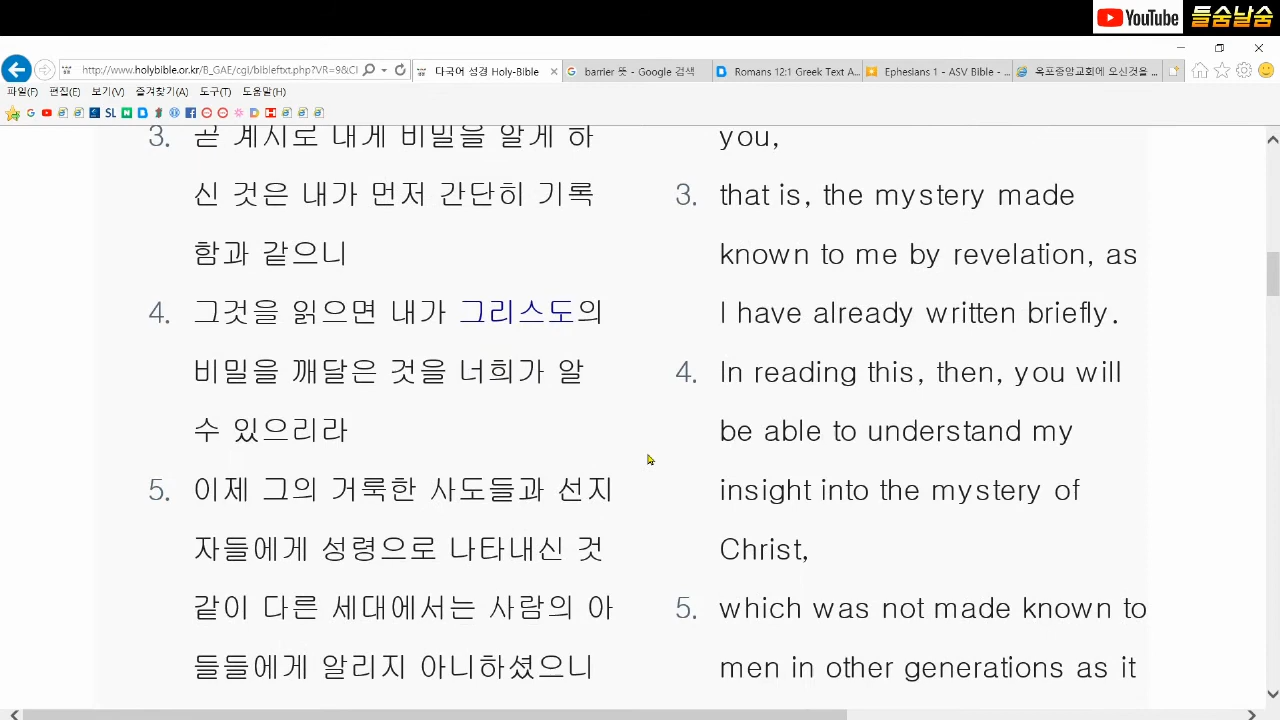 YouTube 들숨날숨
http://www.holybible.or.kr/B_GAE/cgi/bibleftxt.php?VR=9&CI
다국어 성경 Holy-Bible
barrier 뜻 - Google 검색
Romans 12:1 Greek Text A...
Ephesians 1 - ASV Bible - ...
옥포중앙교회에 오신것을 ...
파일(F) 편집(E) 보기(V) 즐겨찾기(A) 도구(T) 도움말(H)
3. 곧 계시로 내게 비밀을 알게 하
신 것은 내가 먼저 간단히 기록
함과 같으니
4. 그것을 읽으면 내가 그리스도의
비밀을 깨달은 것을 너희가 알
수 있으리라
5. 이제 그의 거룩한 사도들과 선지
자들에게 성령으로 나타내신 것
같이 다른 세대에서는 사람의 아
들들에게 알리지 아니하셨으니
you,
3. that is, the mystery made
known to me by revelation, as
I have already written briefly.
4. In reading this, then, you will
be able to understand my
insight into the mystery of
Christ,
5. which was not made known to
men in other generations as it